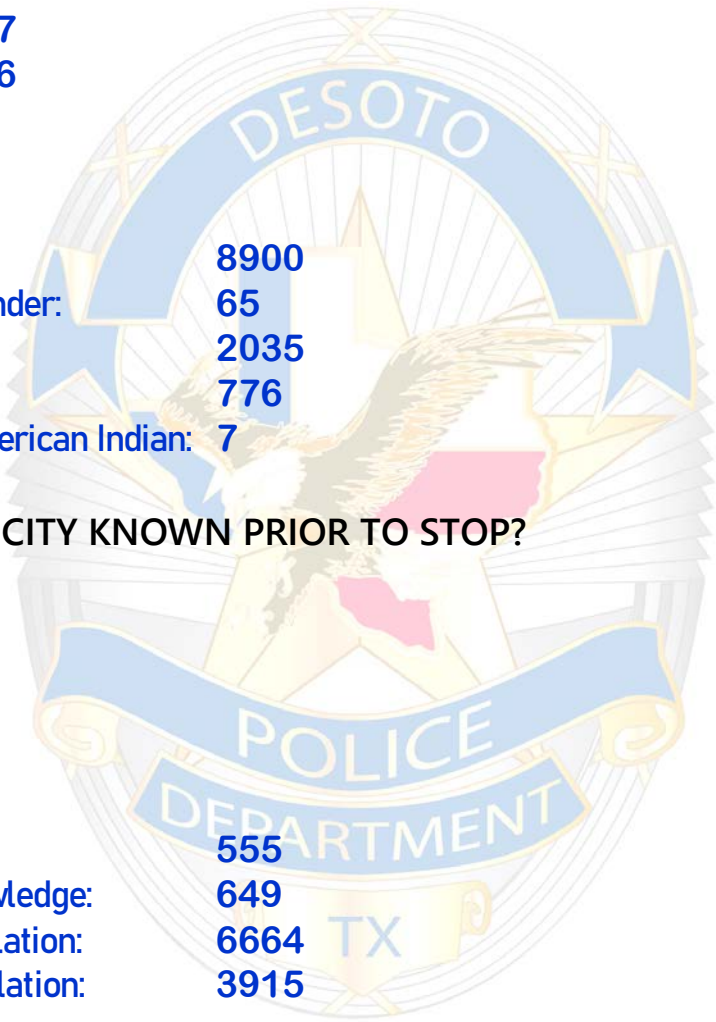 7
6
8900
nder: 65
2035
776
erican Indian: 7
CITY KNOWN PRIOR TO STOP?
555
wledge: 649
lation: 6664
lation: 3915
DESOTO
POLICE
DEPARTMENT
TX